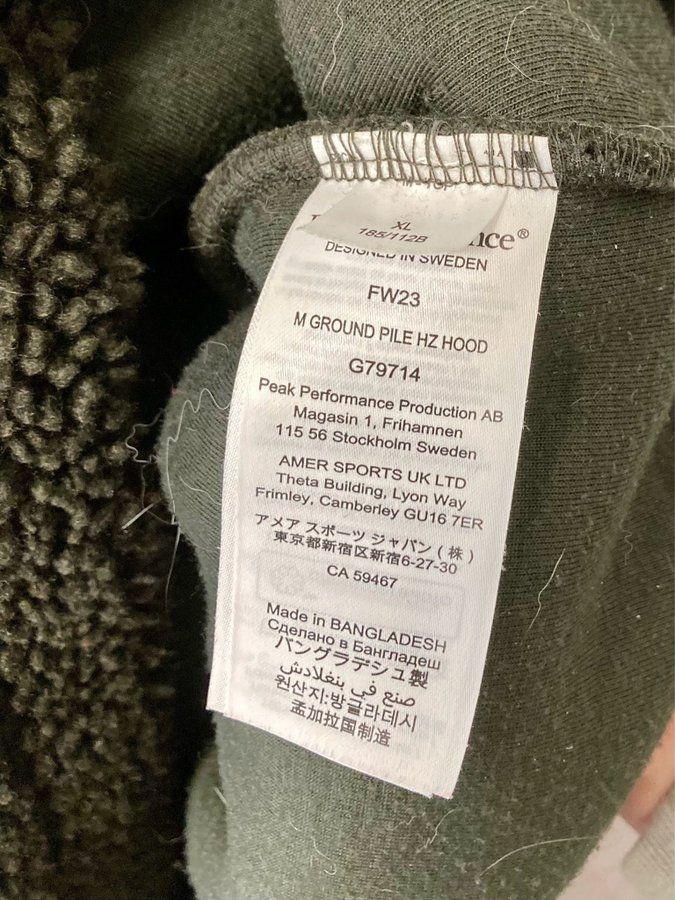 XL
185/112B
nce®
DESIGNED IN SWEDEN
FW23
M GROUND PILE HZ HOOD
G79714
Peak Performance Production AB
Magasin 1, Frihamnen
115 56 Stockholm Sweden
AMER SPORTS UK LTD
Theta Building, Lyon Way
Frimley, Camberley GU16 7ER
アメア スポーツ ジャパン ( 株 )
東京都新宿区新宿6-27-30
CA 59467
Made in BANGLADESH
Сделано в Бангладеш
バングラデシュ製
صنع في بنغلادش
원산지:방글라데시
孟加拉国制造